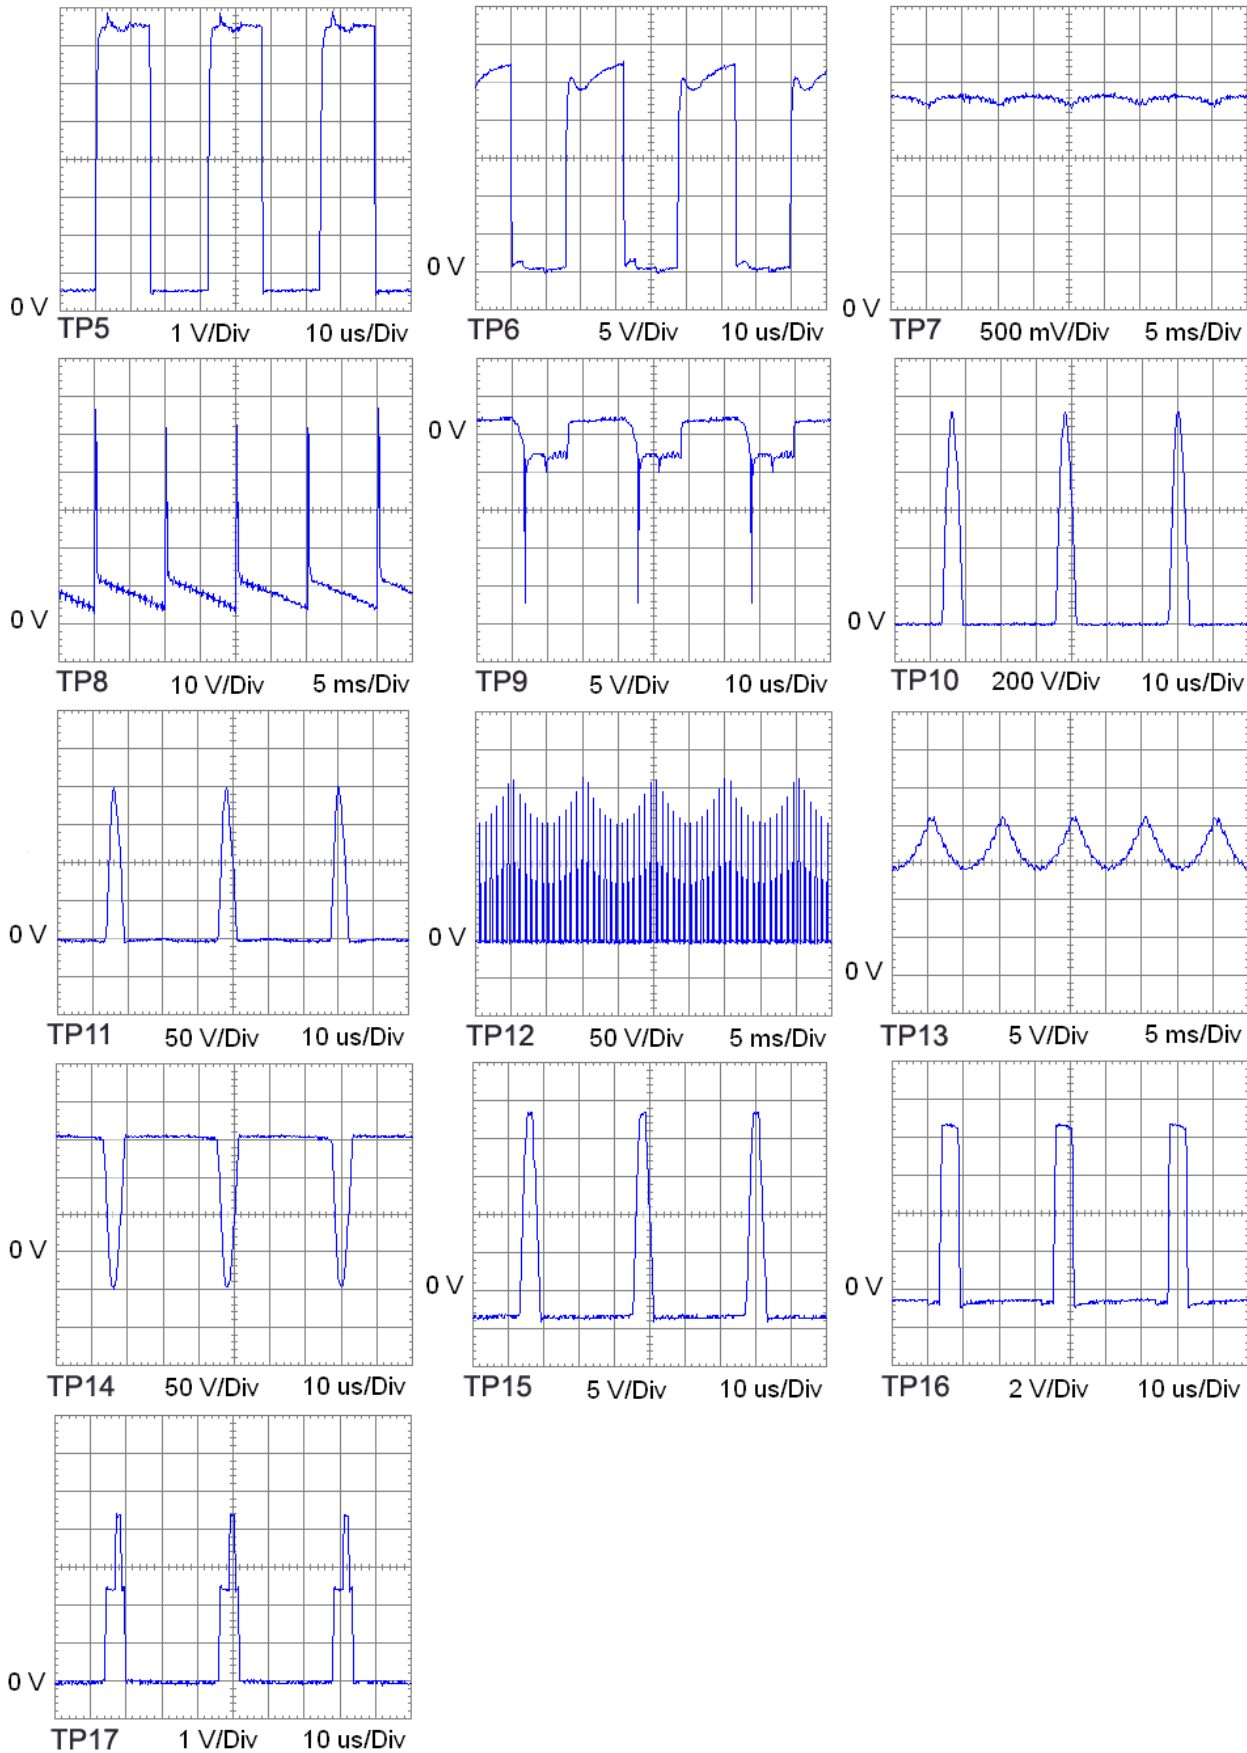 0 V
TP5 1 V/Div 10 us/Div
0 V
TP6 5 V/Div 10 us/Div
0 V
TP7 500 mV/Div 5 ms/Div
0 V
TP8 10 V/Div 5 ms/Div
0 V
TP9 5 V/Div 10 us/Div
0 V
TP10 200 V/Div 10 us/Div
0 V
TP11 50 V/Div 10 us/Div
0 V
TP12 50 V/Div 5 ms/Div
0 V
TP13 5 V/Div 5 ms/Div
0 V
TP14 50 V/Div 10 us/Div
0 V
TP15 5 V/Div 10 us/Div
0 V
TP16 2 V/Div 10 us/Div
0 V
TP17 1 V/Div 10 us/Div